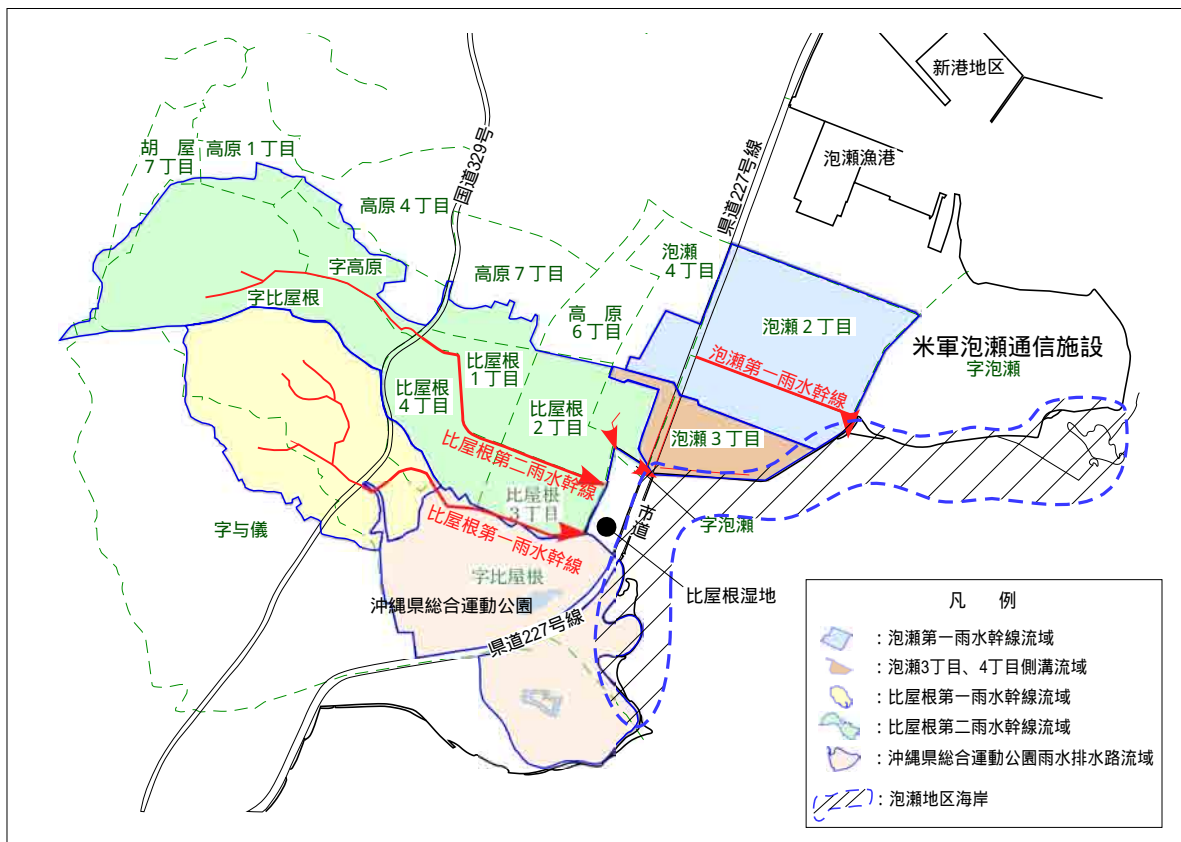 新港地区
泡瀬漁港
県道227号線
国道329号
胡 屋
7丁目
高原1丁目
高原4丁目
高原7丁目
泡瀬
4丁目
高 原
6丁目
字高原
字比屋根
泡瀬2丁目
泡瀬第一雨水幹線
米軍泡瀬通信施設
字泡瀬
比屋根
1丁目
比屋根
4丁目
比屋根
2丁目
泡瀬3丁目
比屋根第二雨水幹線
比屋根
3丁目
比屋根第一雨水幹線
市道
字泡瀬
字与儀
字比屋根
沖縄県総合運動公園
比屋根湿地
県道227号線
凡 例
:泡瀬第一雨水幹線流域
:泡瀬3丁目、4丁目側溝流域
:比屋根第一雨水幹線流域
:比屋根第二雨水幹線流域
:沖縄県総合運動公園雨水排水路流域
:泡瀬地区海岸